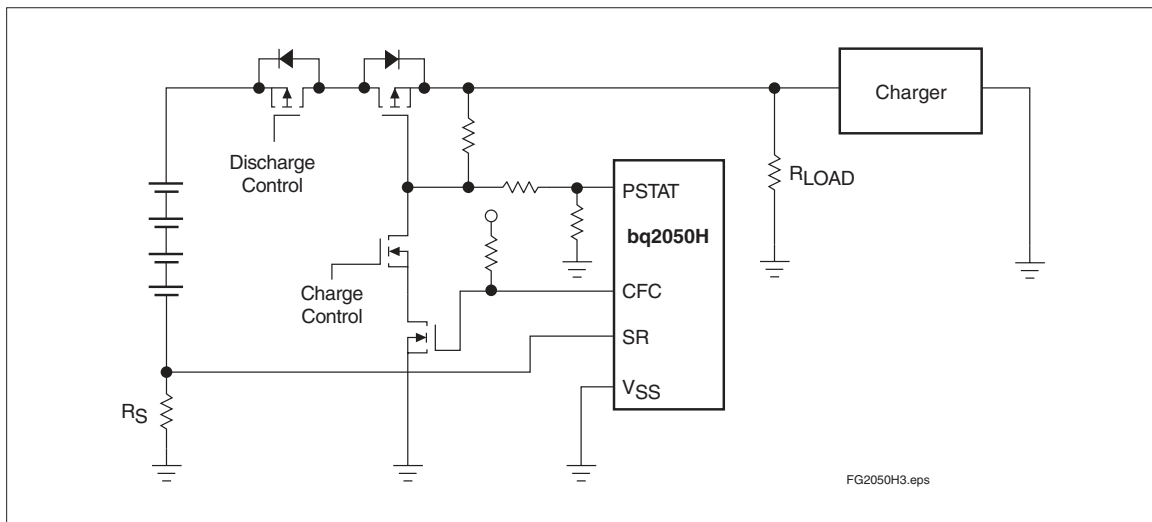 Charger
Discharge
Control
RLOAD
PSTAT
bq2050H
Charge
Control
CFC
SR
VSS
RS
FG2050H3.eps